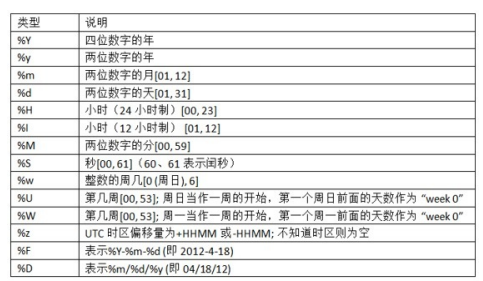 类型 说明
%Y 四位数字的年
%y 两位数字的年
%m 两位数字的月[01, 12]
%d 两位数字的天[01, 31]
%H 小时（24 小时制）[00, 23]
%I 小时（12 小时制） [01, 12]
%M 两位数字的分[00, 59]
%S 秒[00, 61]（60、61 表示闰秒）
%w 整数的周几[0 (周日), 6]
%U 第几周[00, 53]; 周日当作一周的开始，第一个周日前面的天数作为 “week 0”
%W 第几周[00, 53]; 周一当作一周的开始，第一个周一前面的天数作为 “week 0”
%z UTC 时区偏移量为+HHMM 或-HHMM; 不知道时区则为空
%F 表示%Y-%m-%d (即 2012-4-18)
%D 表示%m/%d/%y (即 04/18/12)